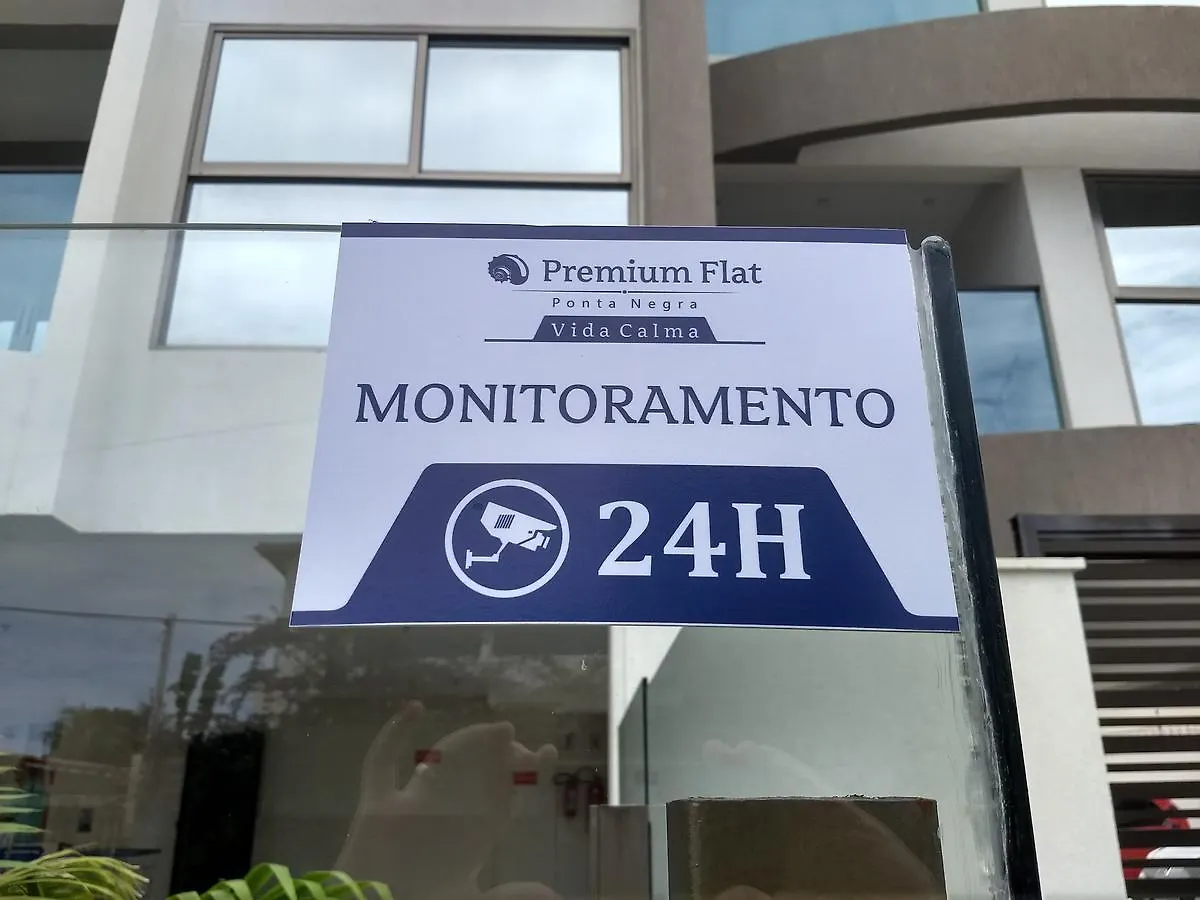 Premium Flat
Ponta Negra
Vida Calma
MONITORAMENTO
24H